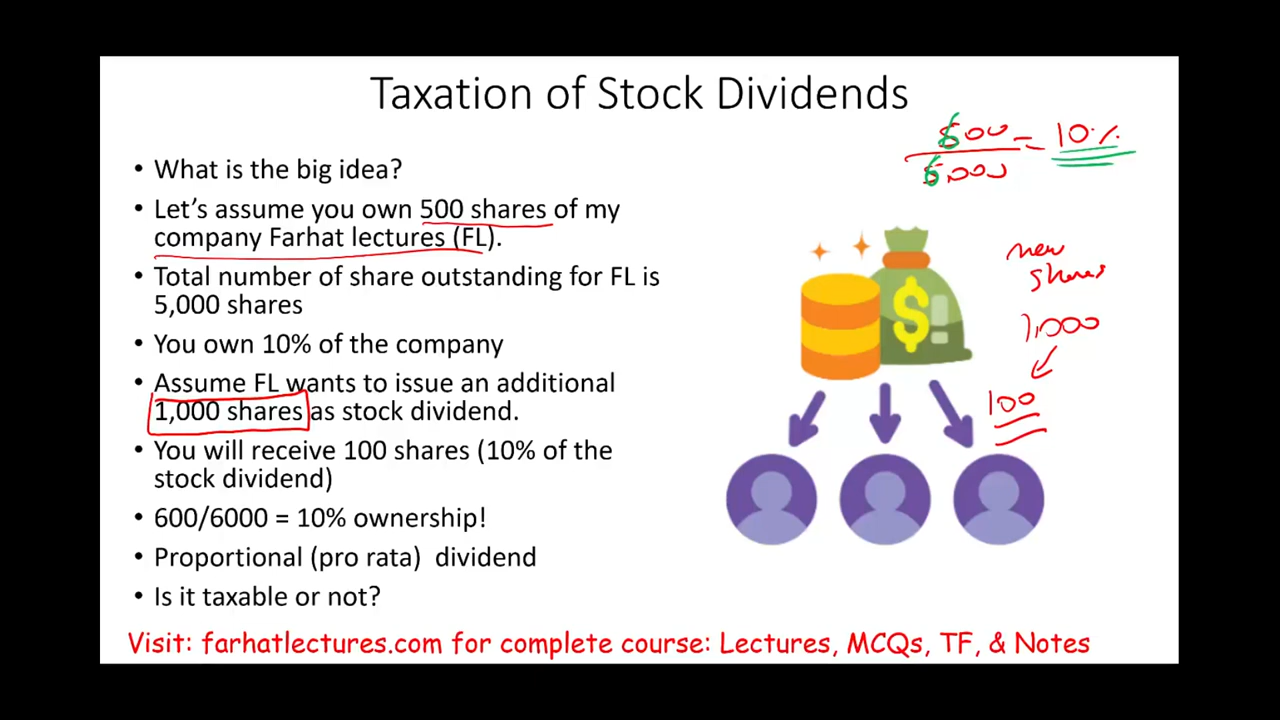 Taxation of Stock Dividends
600
6000
= 10%
• What is the big idea?
• Let's assume you own 500 shares of my
company Farhat lectures (FL).
• Total number of share outstanding for FL is
5,000 shares
• You own 10% of the company
• Assume FL wants to issue an additional
1,000 shares as stock dividend.
• You will receive 100 shares (10% of the
stock dividend)
• 600/6000 = 10% ownership!
• Proportional (pro rata) dividend
• Is it taxable or not?
new
shares
1,000
100
$
Visit: farhatlectures.com for complete course: Lectures, MCQs, TF, & Notes